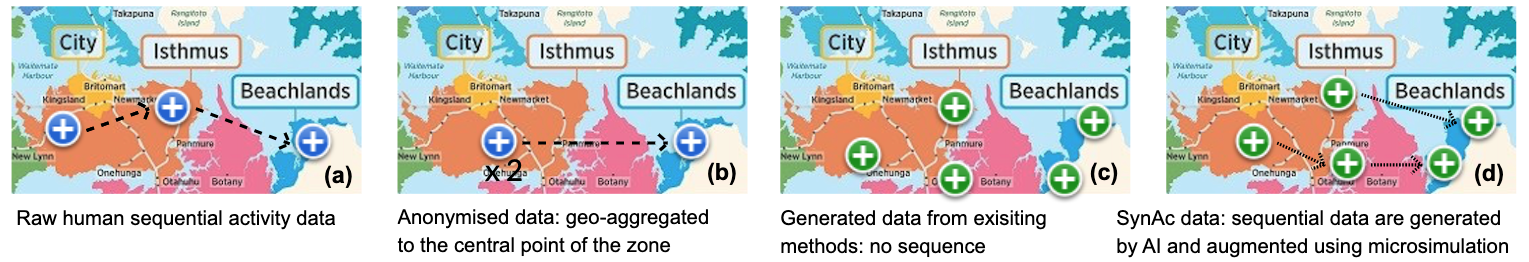 Takapuna
Rangitoto
Island
City
Isthmus
Waitemata
Harbour
Britomart
Kingsland
Newmarket
Beachlands
New Lynn
Panmure
Onehunga
Otahuhu
Botany
(a)
Raw human sequential activity data
Takapuna
Rangitoto
Island
City
Isthmus
Waitemata
Harbour
Britomart
Kingsland
Newmarket
Beachlands
New Lynn
Panmure
Onehunga
x 2
Otahuhu
Botany
(b)
Anonymised data: geo-aggregated
to the central point of the zone
Takapuna
Rangitoto
Island
City
Isthmus
Waitemata
Harbour
Britomart
Kingsland
Newmarket
Beachlands
New Lynn
Panmure
Onehunga
Otahuhu
Botany
(c)
Generated data from exisiting
methods: no sequence
Takapuna
Rangitoto
Island
City
Isthmus
Waitemata
Harbour
Britomart
Kingsland
Newmarket
Beachlands
New Lynn
Panmure
Onehunga
Otahuhu
Botany
(d)
SynAc data: sequential data are generated
by AI and augmented using microsimulation